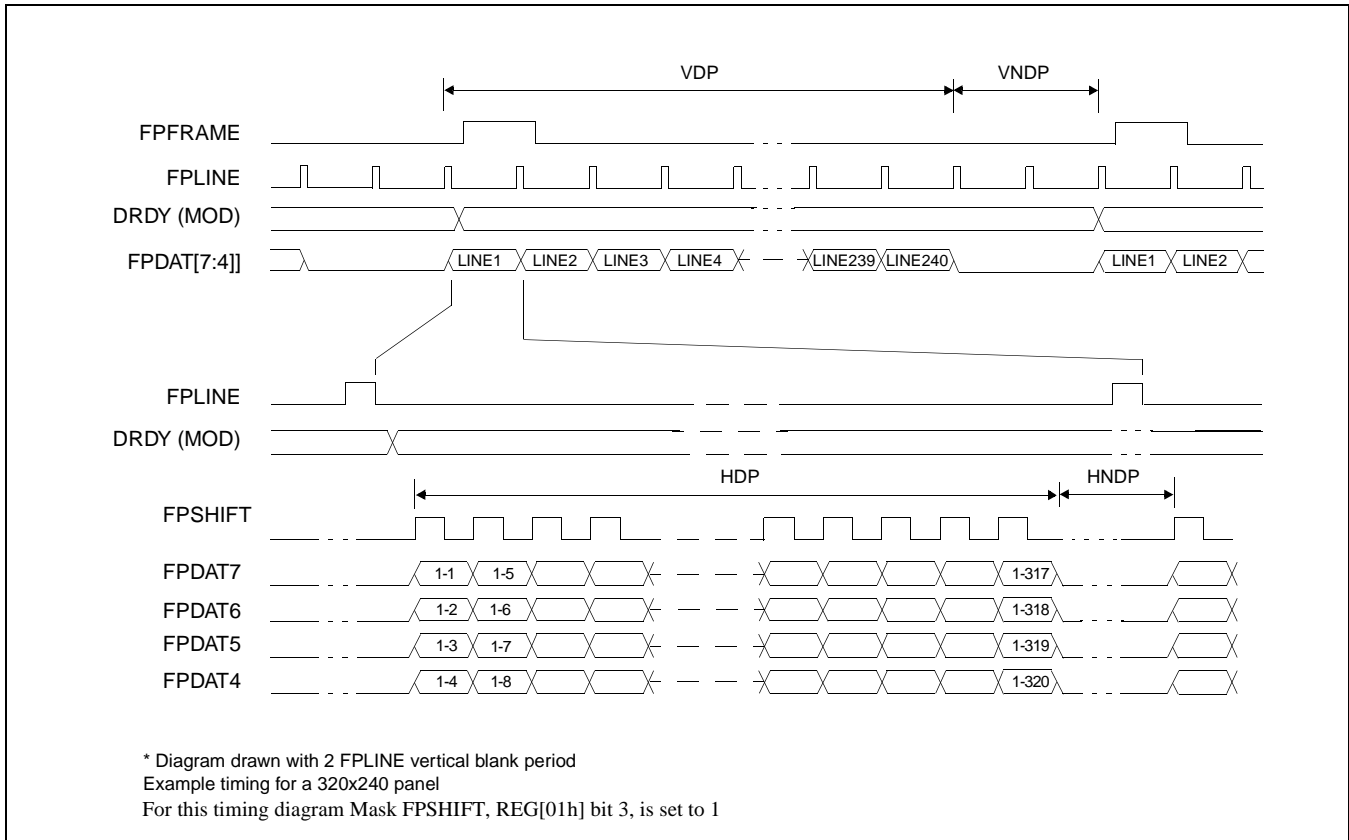 VDP VNDP
FPFRAME
FPLINE
DRDY (MOD)
FPDAT[7:4]] LINE1 LINE2 LINE3 LINE4 LINE239 LINE240 LINE1 LINE2
FPLINE
DRDY (MOD)
HDP HNDP
FPSHIFT
FPDAT7 1-1 1-5 1-317
FPDAT6 1-2 1-6 1-318
FPDAT5 1-3 1-7 1-319
FPDAT4 1-4 1-8 1-320
* Diagram drawn with 2 FPLINE vertical blank period
Example timing for a 320x240 panel
For this timing diagram Mask FPSHIFT, REG[01h] bit 3, is set to 1